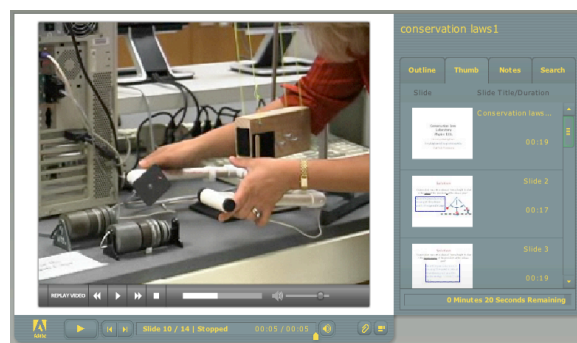 conservation laws1
Outline Thumb Notes Search
Slide Slide Title/Duration
Conservation laws...
00:19
Slide 2
00:17
Slide 3
00:19
REPLAY VIDEO
0 Minutes 20 Seconds Remaining
Slide 10 / 14 | Stopped 00:05 / 00:05